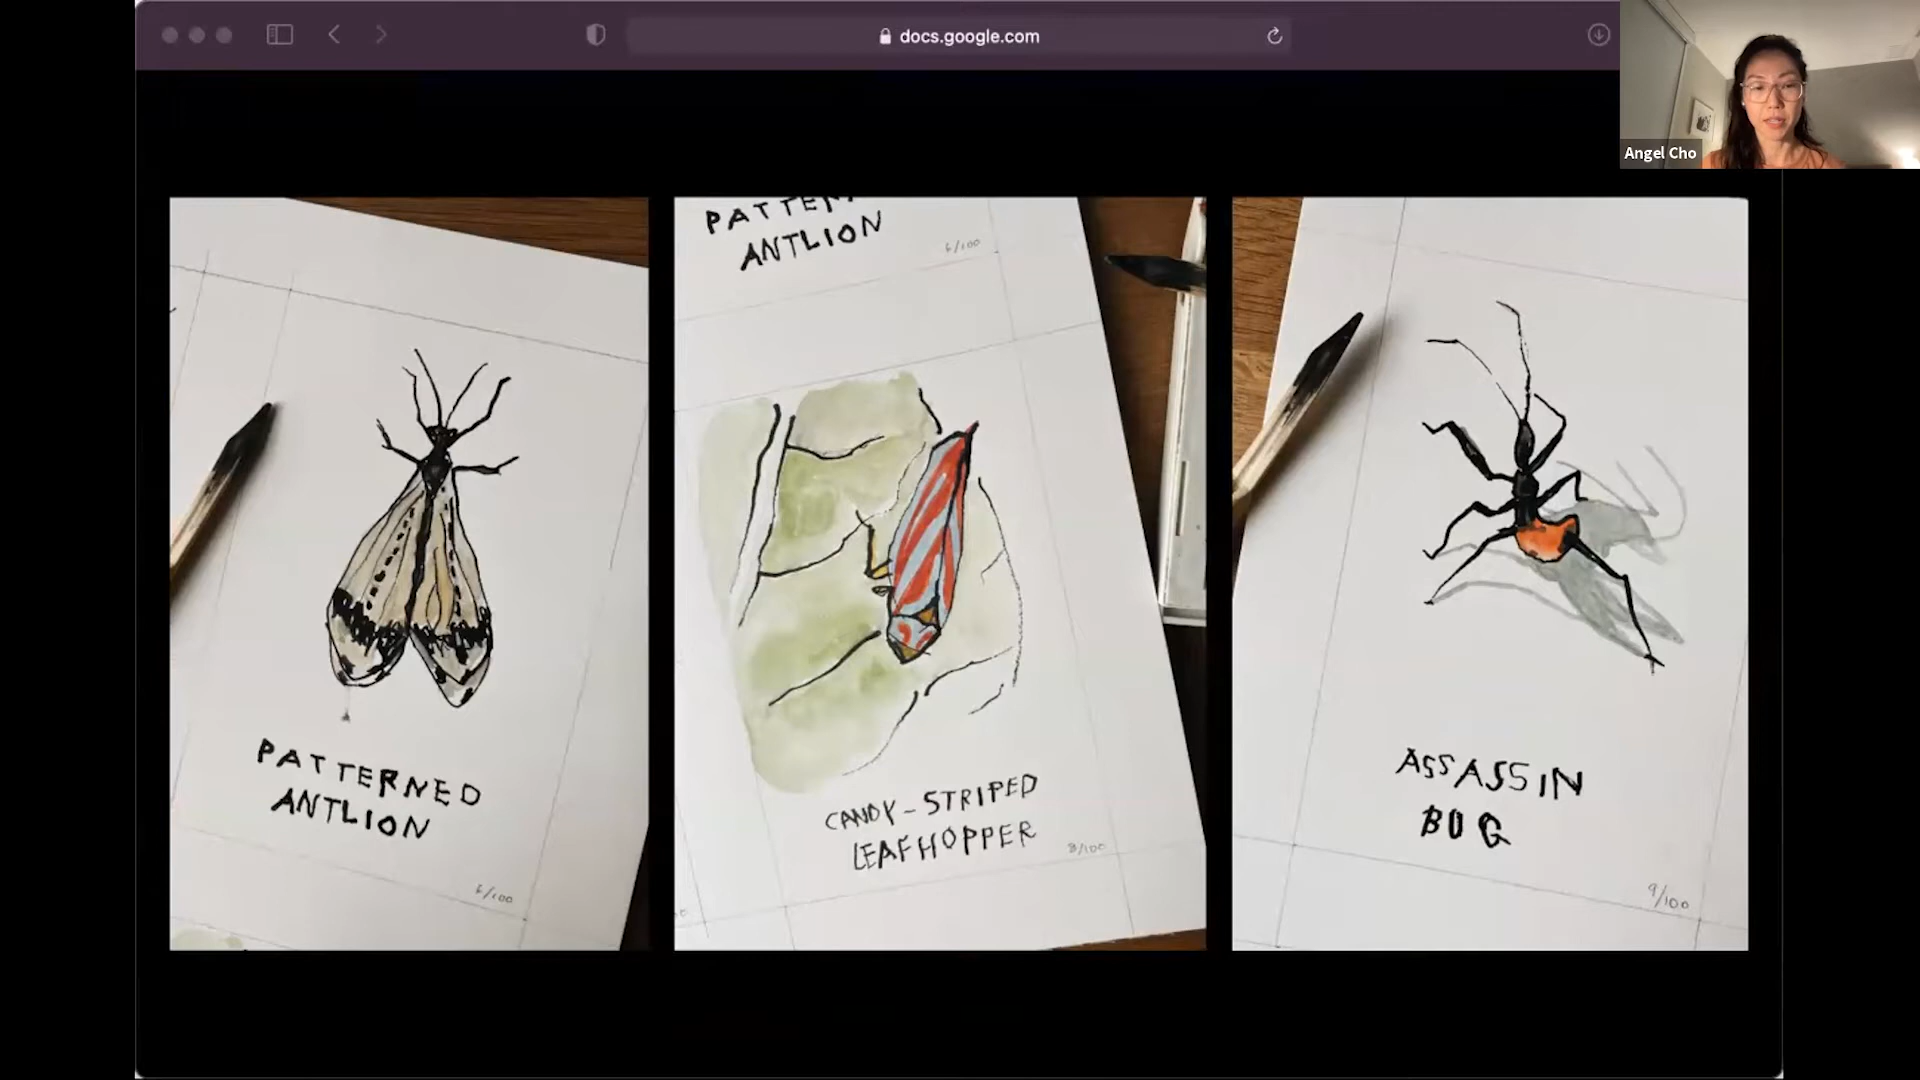 docs.google.com
Angel Cho
PATTERNED
ANTLION
6/100
ANTLION
6/100
CANDY-STRIPED
LEAFHOPPER
8/100
ASSASSIN
BUG
9/100